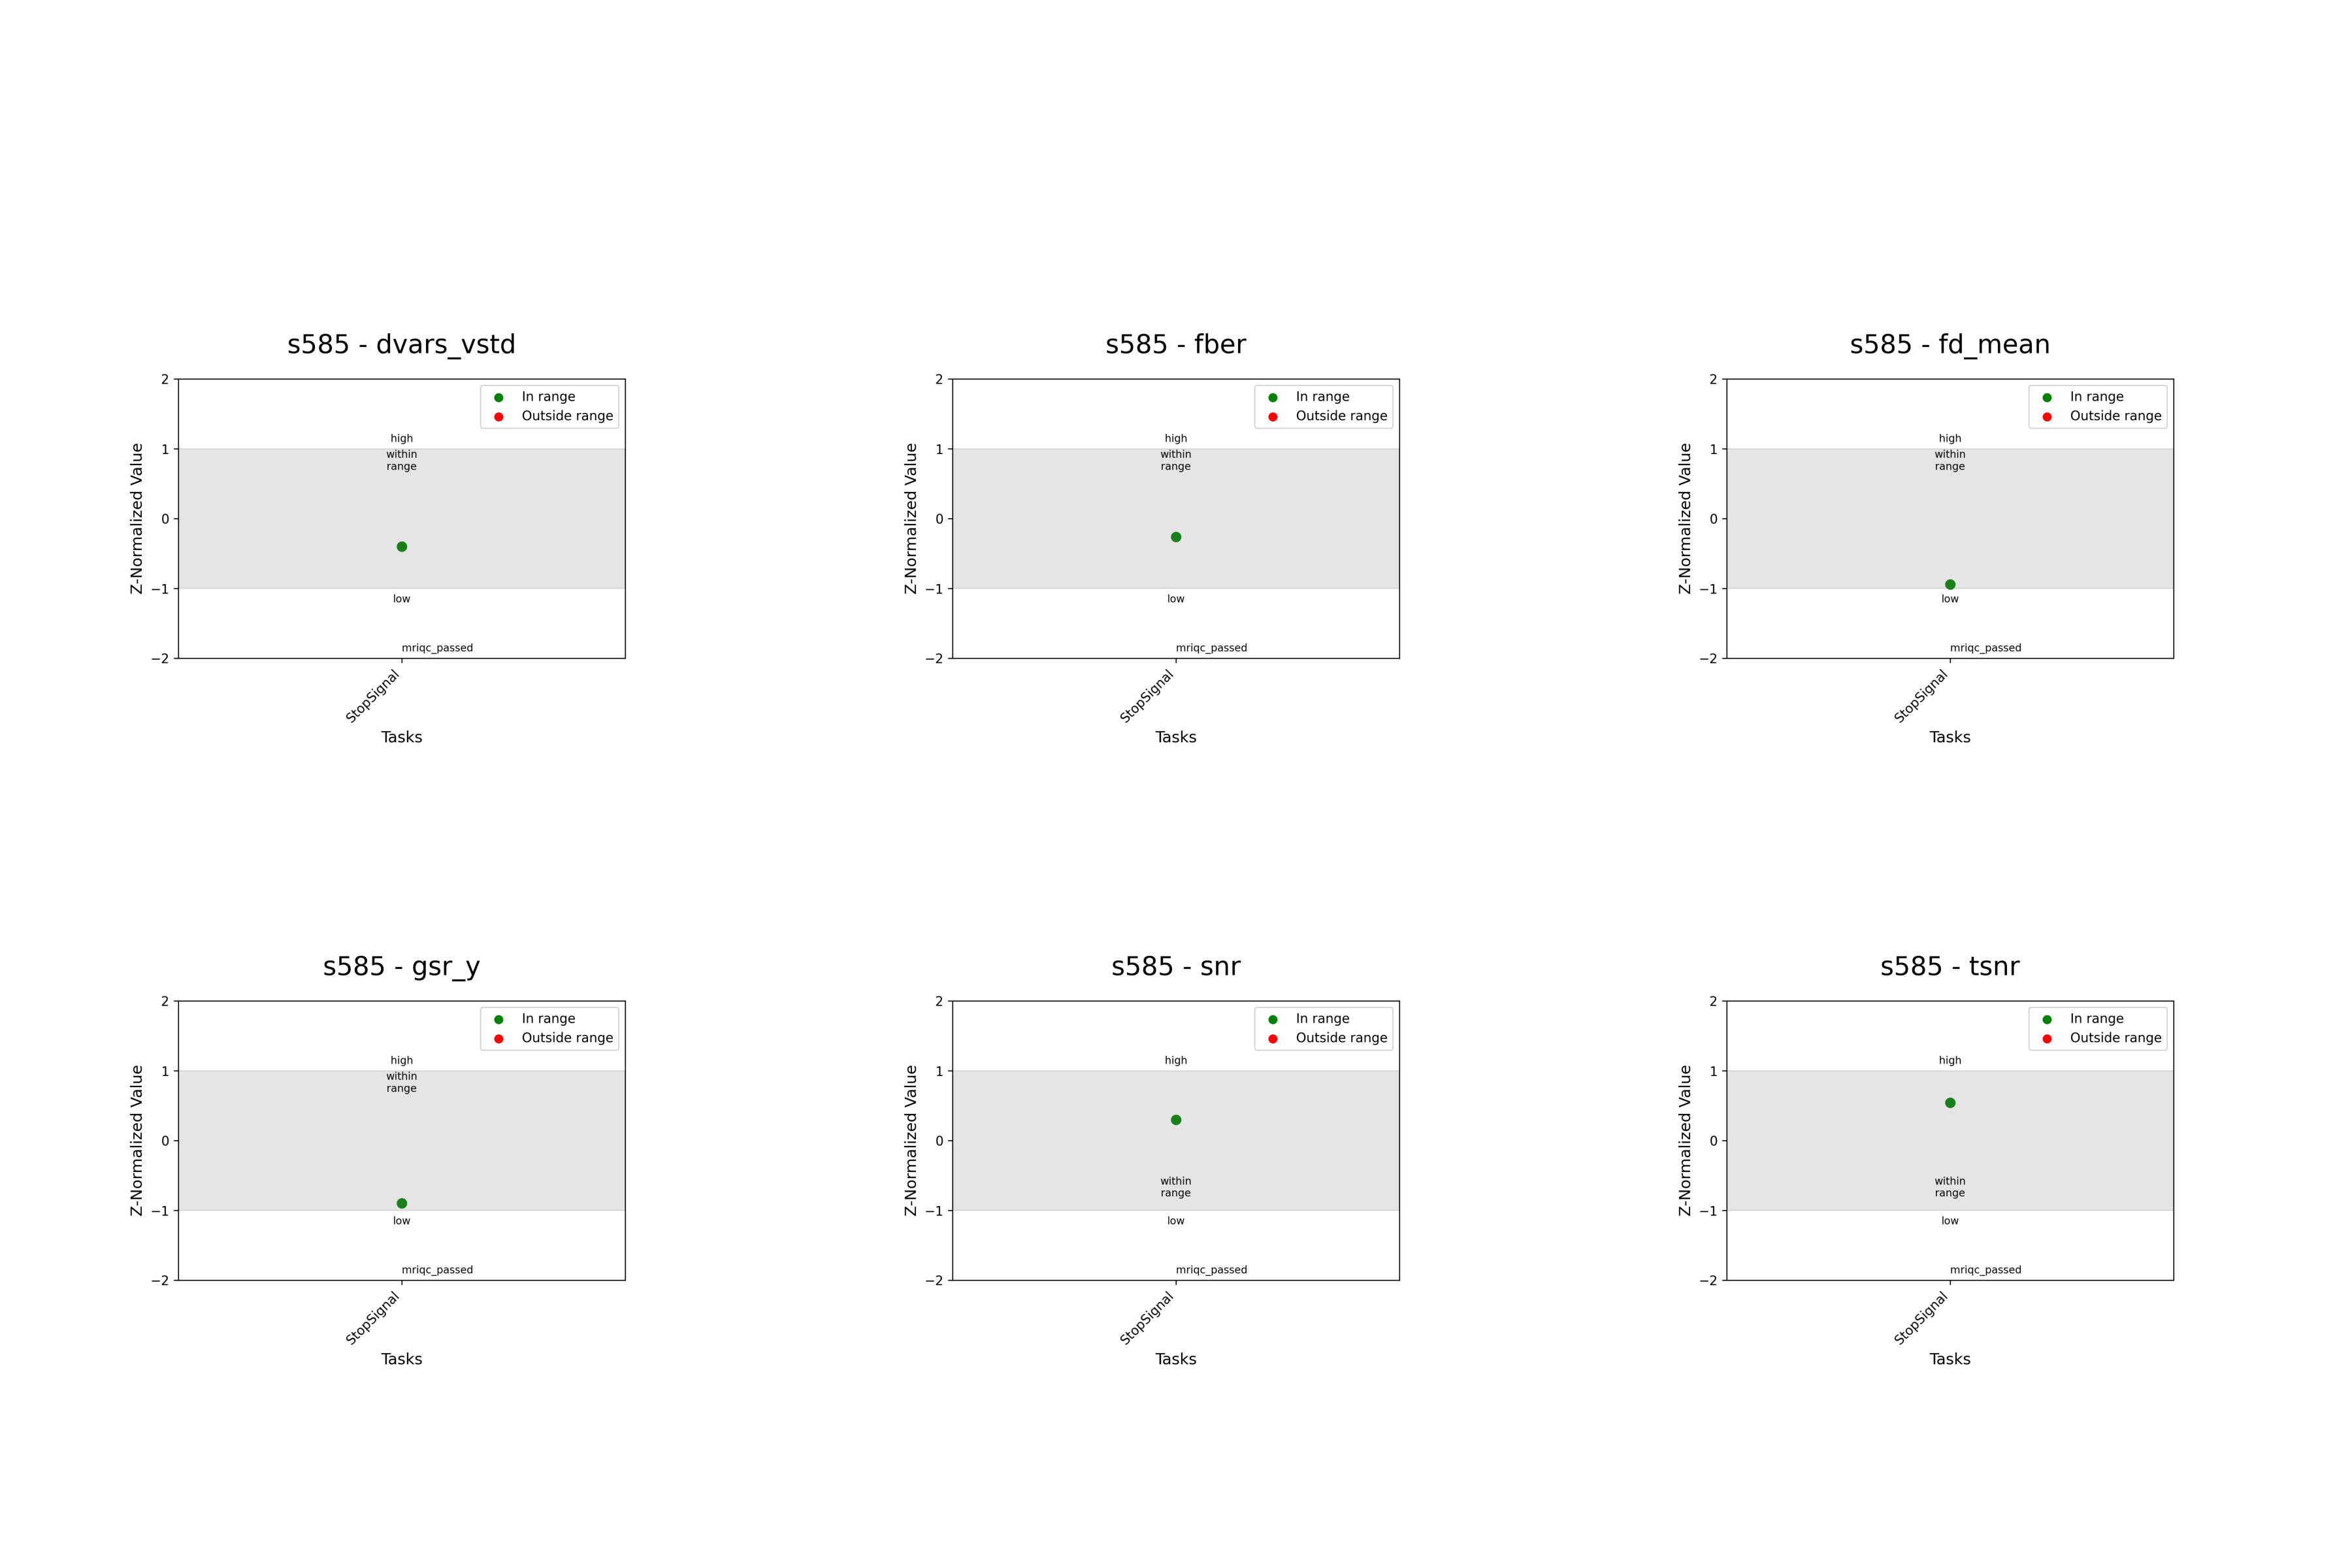 s585 - dvars_vstd
2
In range
Outside range
high
1
within
range
Z-Normalized Value
0
−1
low
mriqc_passed
−2
StopSignal
Tasks
s585 - fber
2
In range
Outside range
high
1
within
range
Z-Normalized Value
0
−1
low
mriqc_passed
−2
StopSignal
Tasks
s585 - fd_mean
2
In range
Outside range
high
1
within
range
Z-Normalized Value
0
−1
low
mriqc_passed
−2
StopSignal
Tasks
s585 - gsr_y
2
In range
Outside range
high
1
within
range
Z-Normalized Value
0
−1
low
mriqc_passed
−2
StopSignal
Tasks
s585 - snr
2
In range
Outside range
high
1
Z-Normalized Value
0
within
range
−1
low
mriqc_passed
−2
StopSignal
Tasks
s585 - tsnr
2
In range
Outside range
high
1
Z-Normalized Value
0
within
range
−1
low
mriqc_passed
−2
StopSignal
Tasks